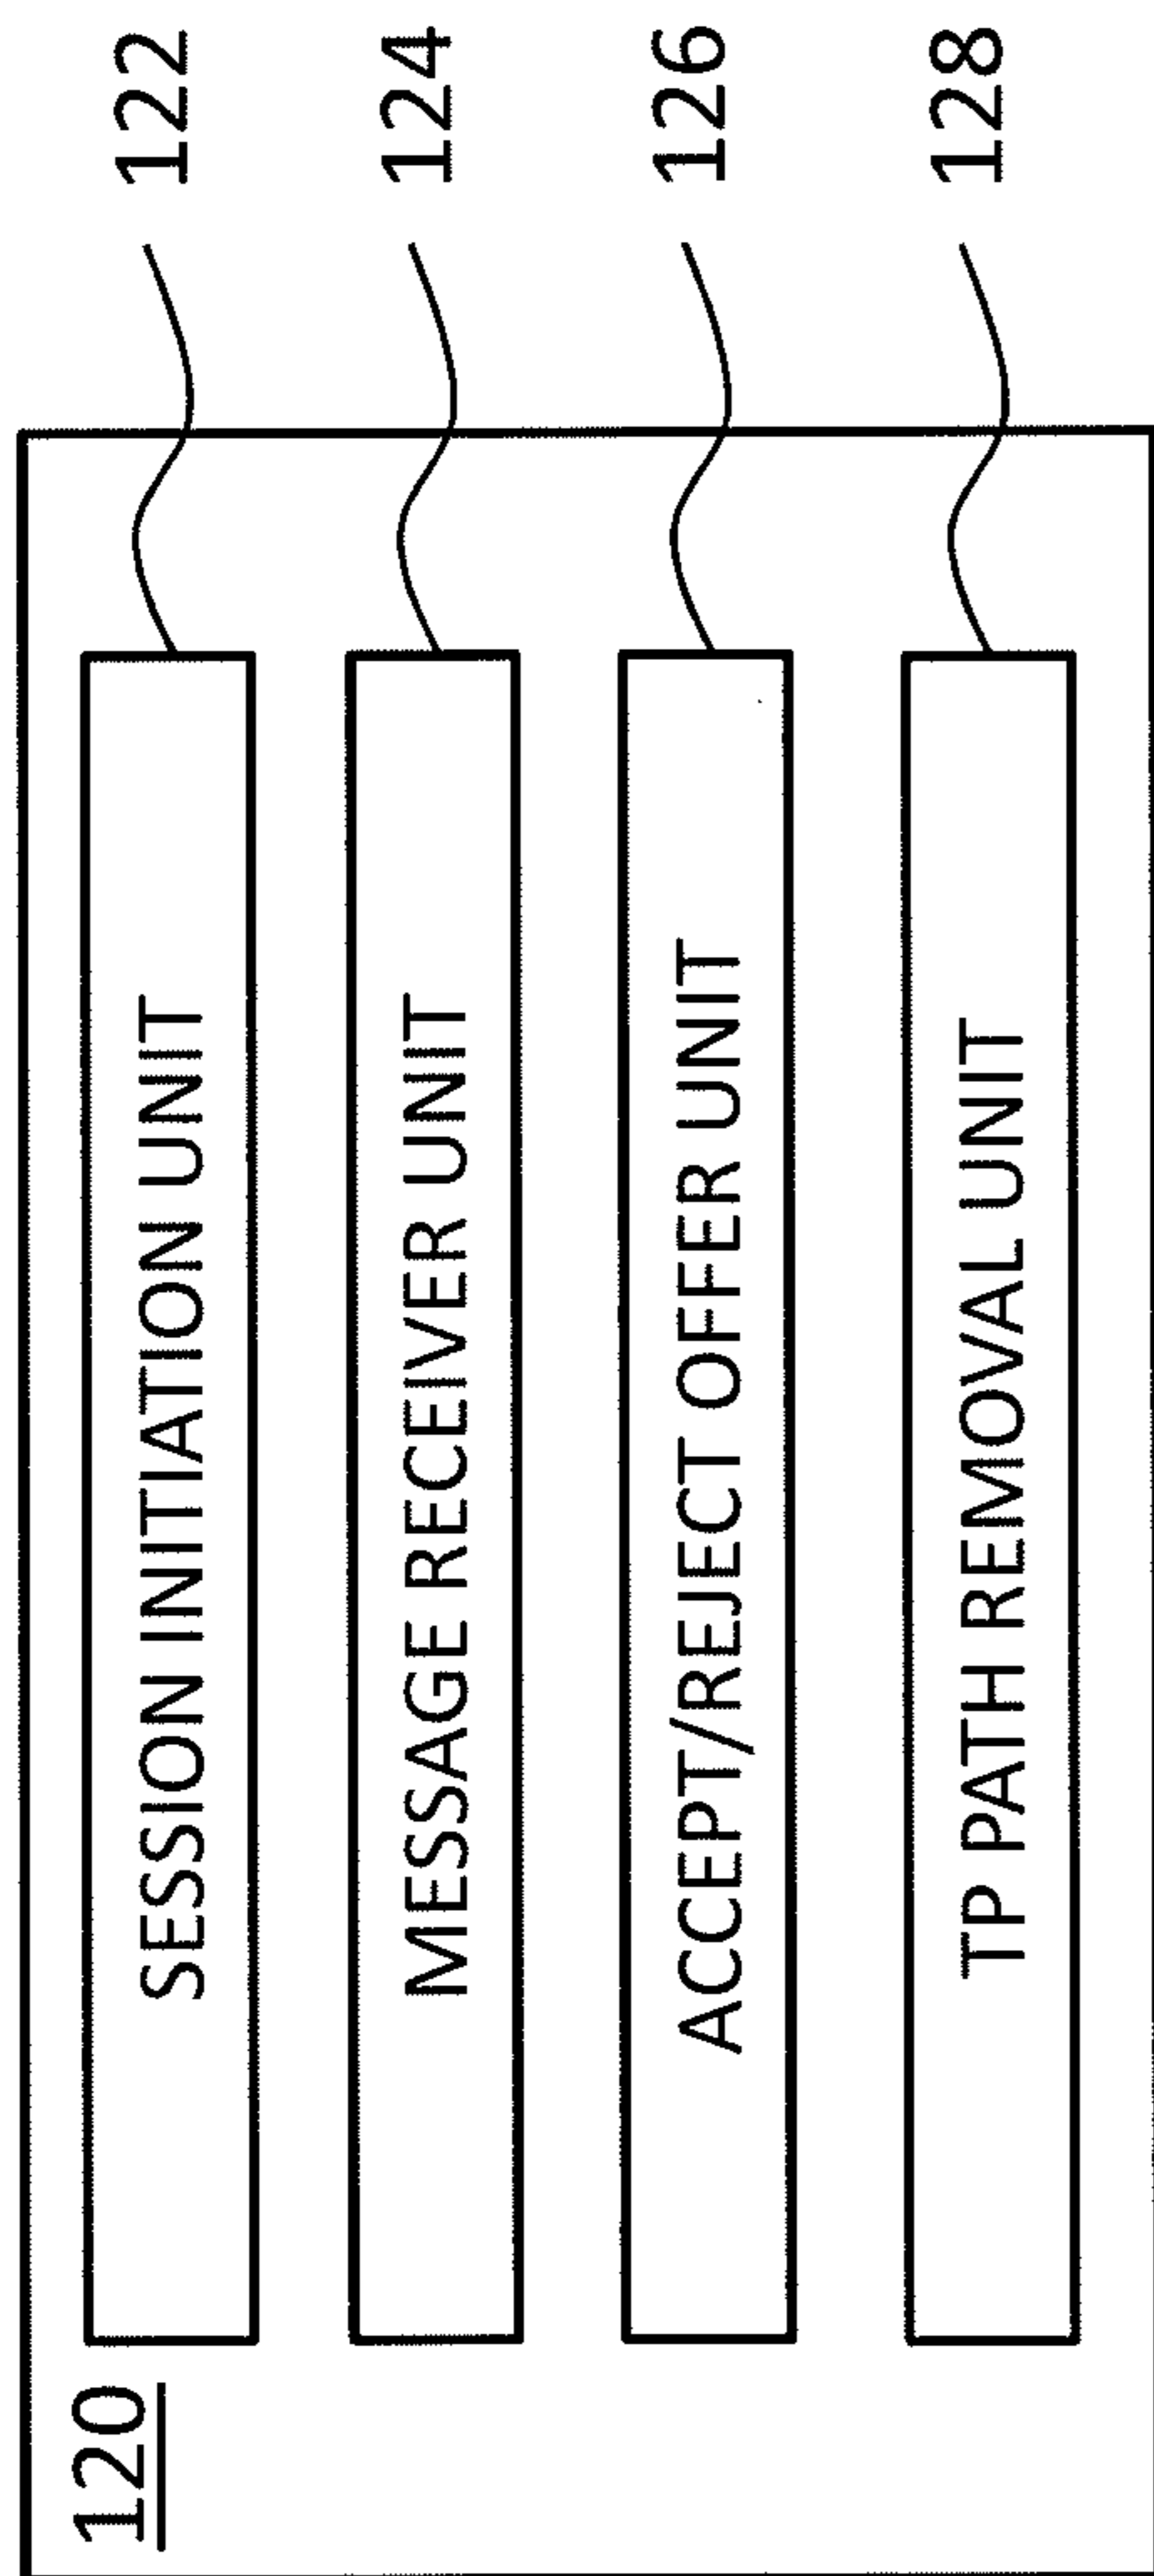 120
SESSION INITIATION UNIT
122
MESSAGE RECEIVER UNIT
124
ACCEPT/REJECT OFFER UNIT
126
TP PATH REMOVAL UNIT
128